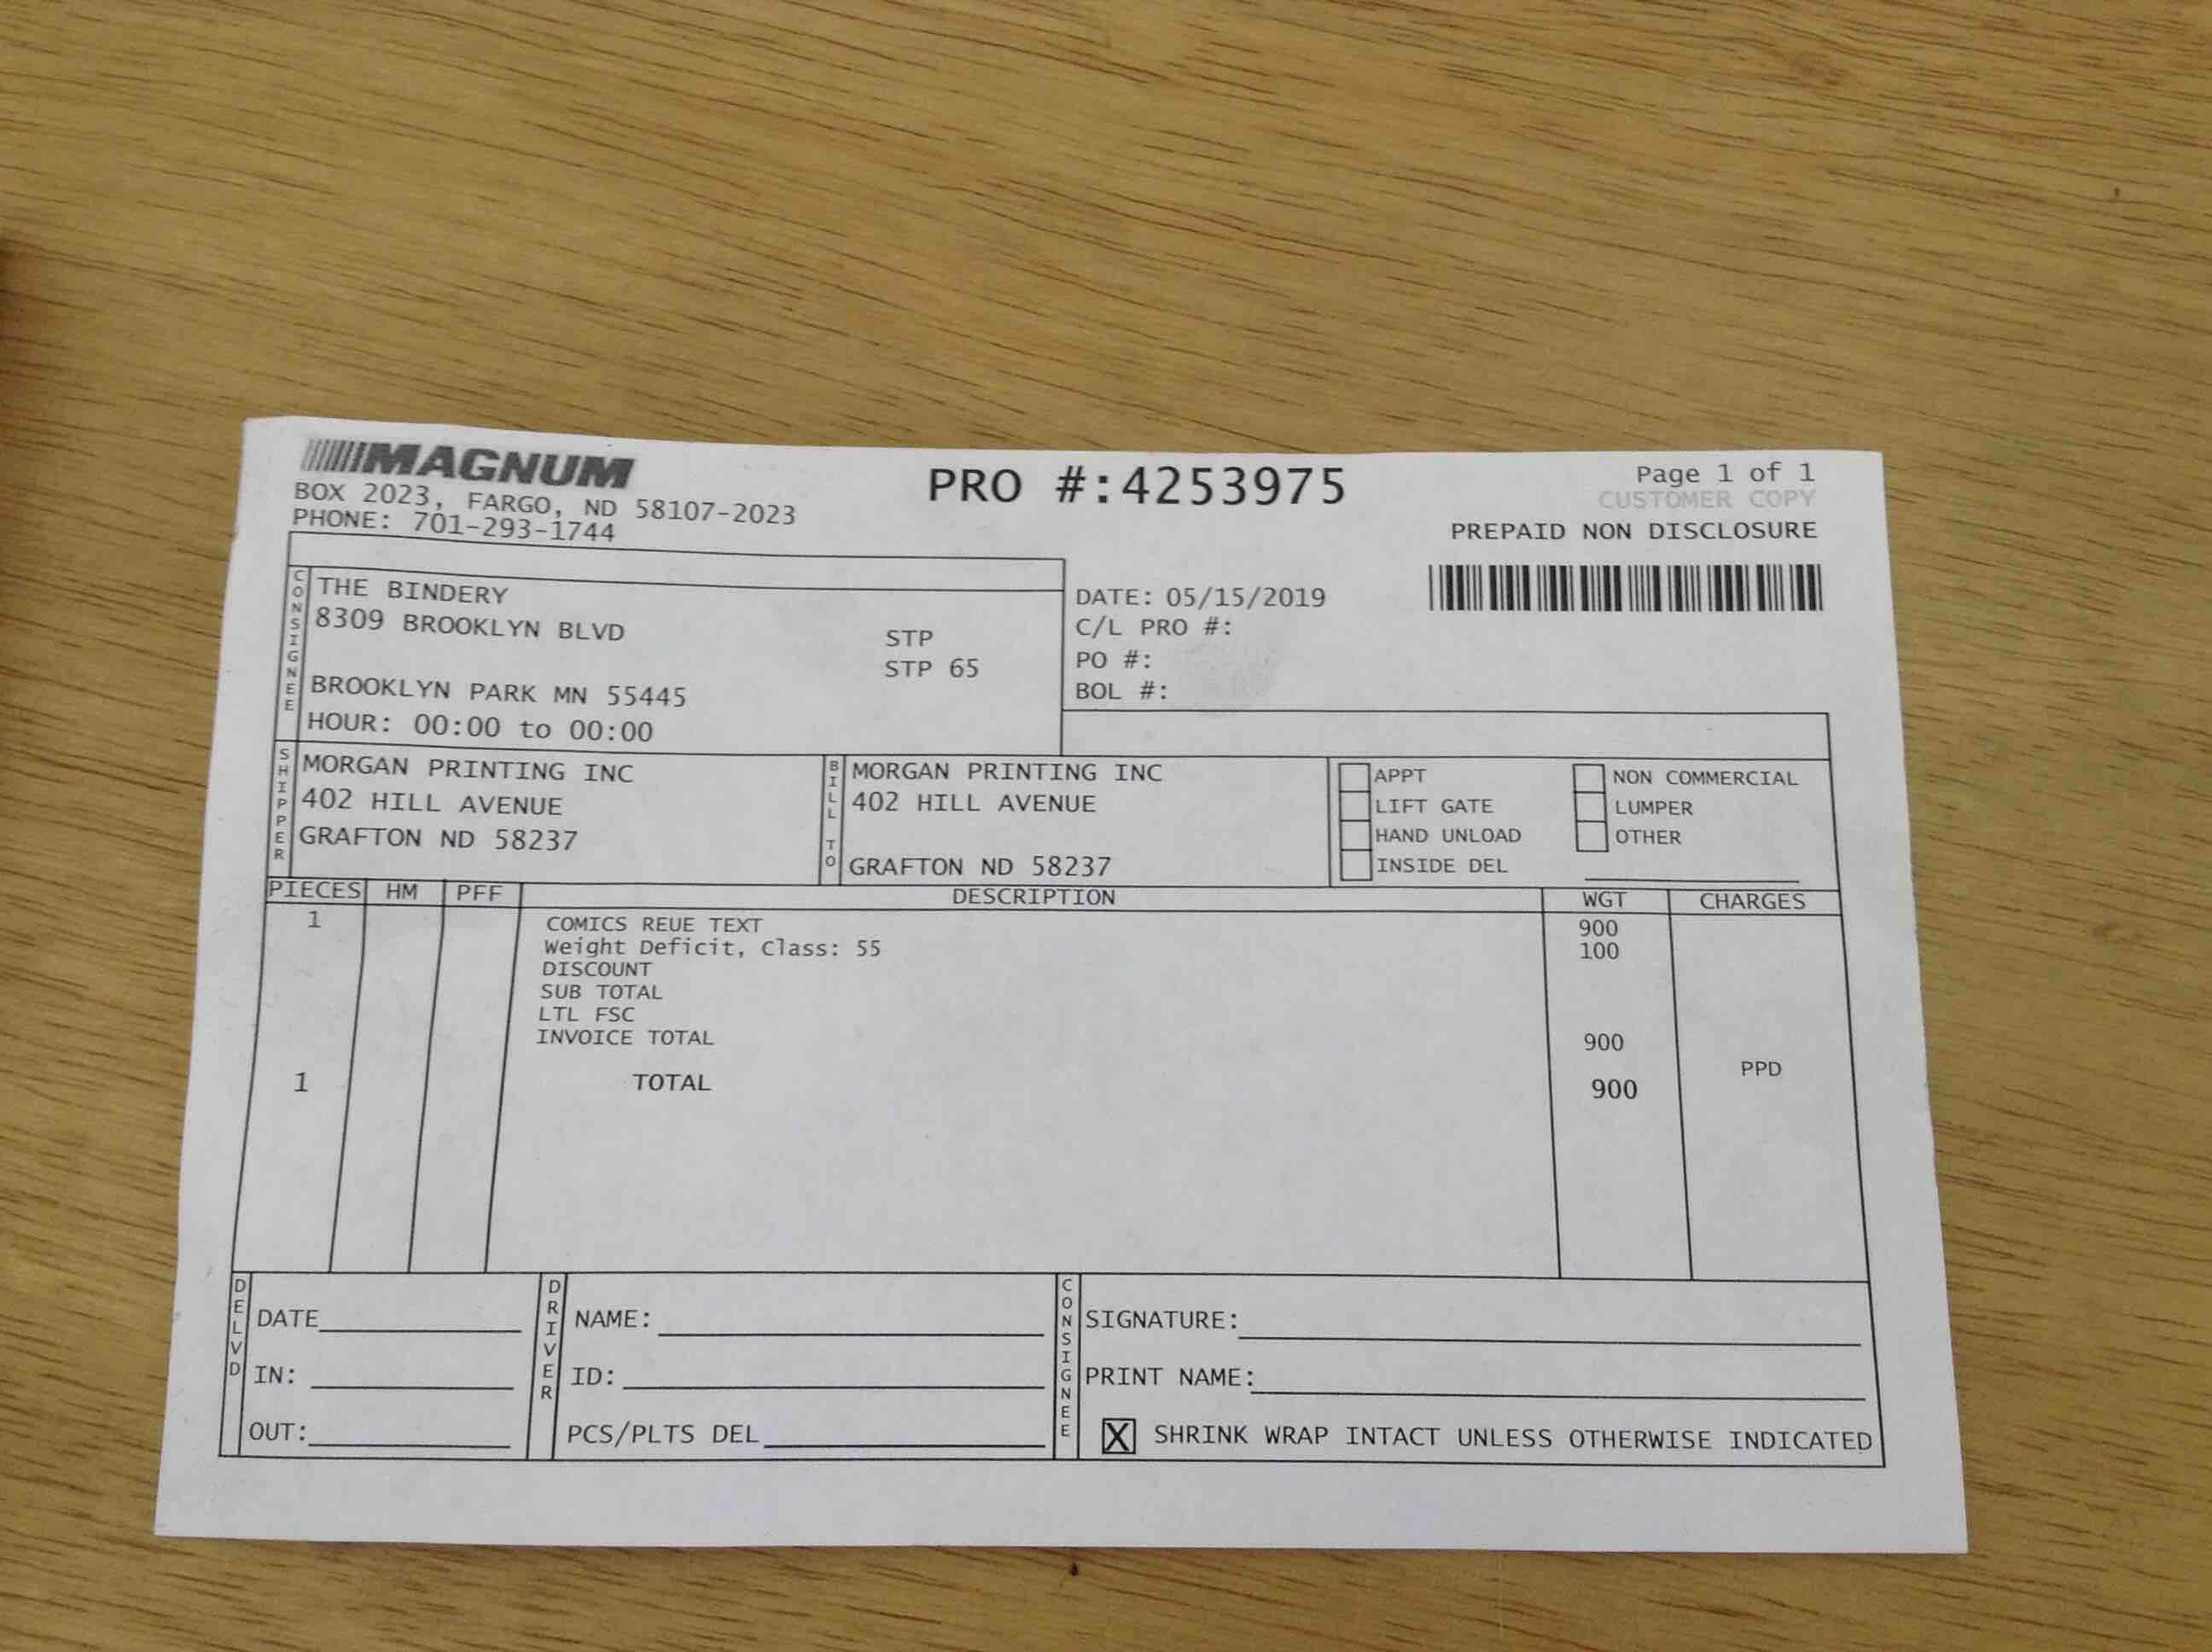 MAGNUM
BOX 2023, FARGO, ND 58107-2023
PHONE: 701-293-1744
PRO #:4253975
Page 1 of 1
CUSTOMER COPY
PREPAID NON DISCLOSURE
CONSIGNEE
THE BINDERY
8309 BROOKLYN BLVD
STP
STP 65
BROOKLYN PARK MN 55445
HOUR: 00:00 to 00:00
DATE: 05/15/2019
C/L PRO #:
PO #:
BOL #:
SHIPPER
MORGAN PRINTING INC
402 HILL AVENUE
GRAFTON ND 58237
BILL TO
MORGAN PRINTING INC
402 HILL AVENUE
GRAFTON ND 58237
APPT
LIFT GATE
HAND UNLOAD
INSIDE DEL
NON COMMERCIAL
LUMPER
OTHER
PIECES HM PFF DESCRIPTION WGT CHARGES
1 COMICS REUE TEXT 900
Weight Deficit, Class: 55 100
DISCOUNT
SUB TOTAL
LTL FSC
INVOICE TOTAL 900
PPD
1 TOTAL 900
DELVD
DATE
IN:
OUT:
DRIVER
NAME:
ID:
PCS/PLTS DEL
CONSIGNEE
SIGNATURE:
PRINT NAME:
X SHRINK WRAP INTACT UNLESS OTHERWISE INDICATED